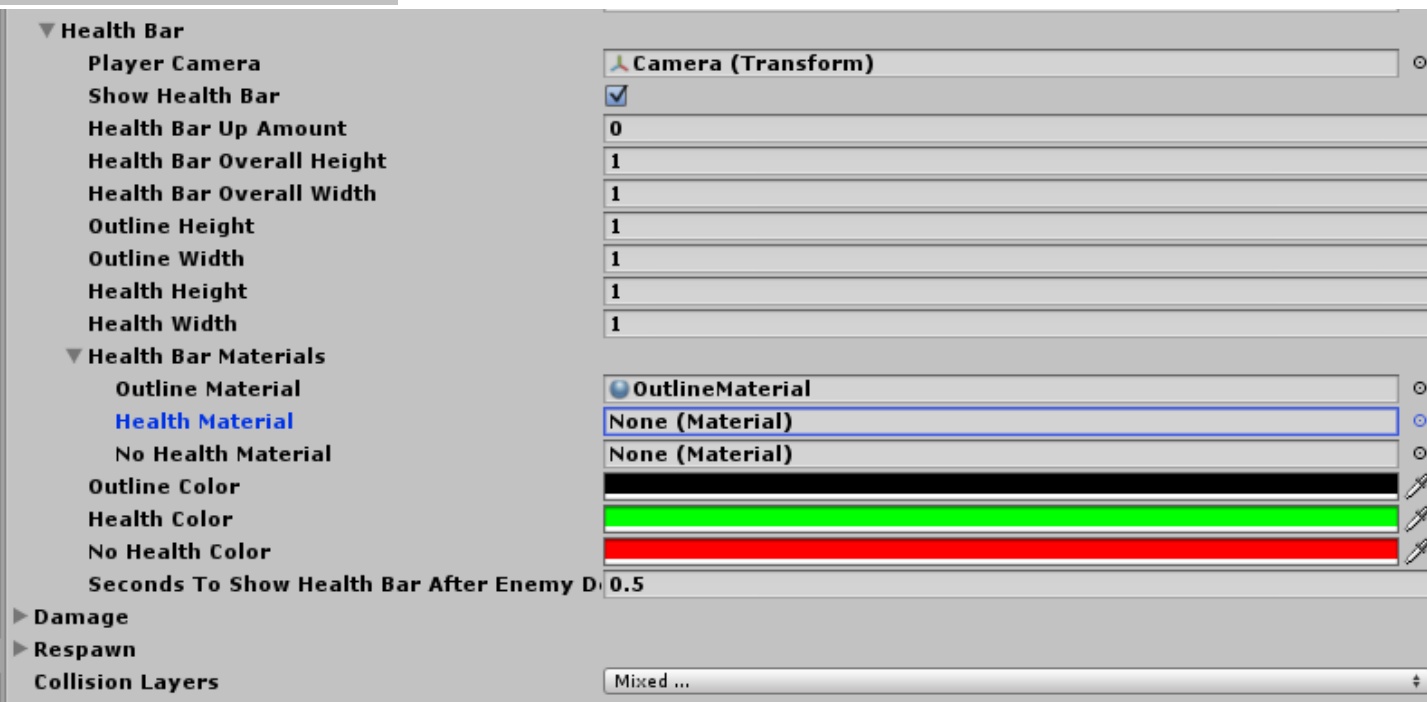 Health Bar
Player Camera Camera (Transform)
Show Health Bar
Health Bar Up Amount 0
Health Bar Overall Height 1
Health Bar Overall Width 1
Outline Height 1
Outline Width 1
Health Height 1
Health Width 1
Health Bar Materials
Outline Material OutlineMaterial
Health Material None (Material)
No Health Material None (Material)
Outline Color
Health Color
No Health Color
Seconds To Show Health Bar After Enemy 0.5
Damage
Respawn
Collision Layers Mixed ...